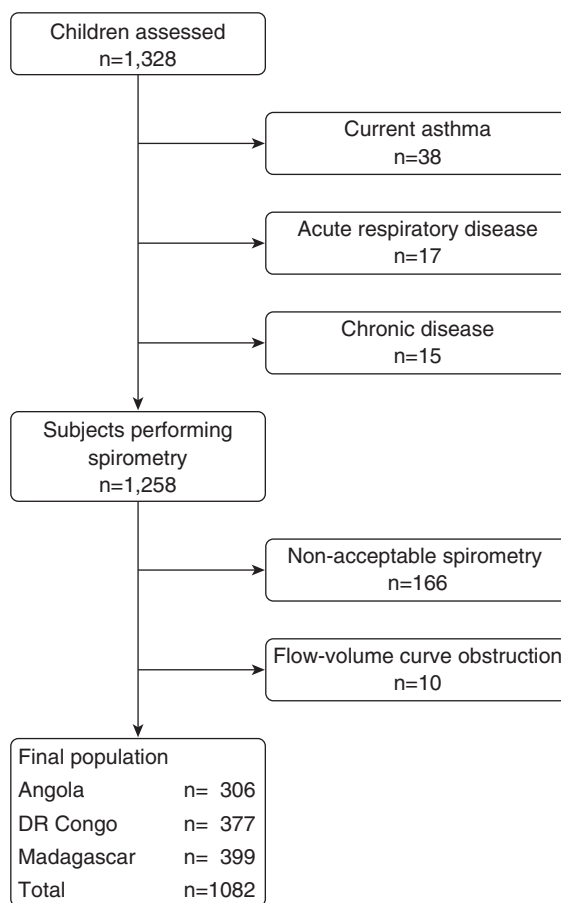 Children assessed
n=1,328
Current asthma
n=38
Acute respiratory disease
n=17
Chronic disease
n=15
Subjects performing
spirometry
n=1,258
Non-acceptable spirometry
n=166
Flow-volume curve obstruction
n=10
Final population
Angola n= 306
DR Congo n= 377
Madagascar n= 399
Total n=1082